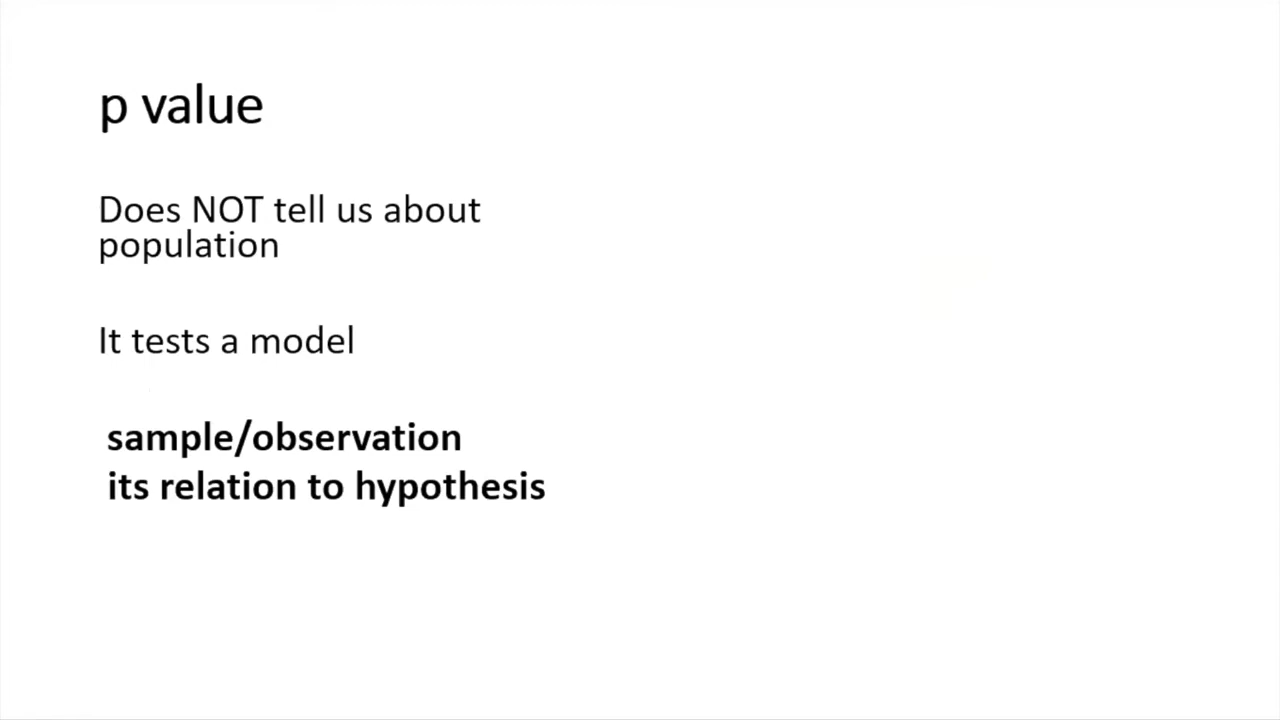 p value
Does NOT tell us about
population
It tests a model
sample/observation
its relation to hypothesis